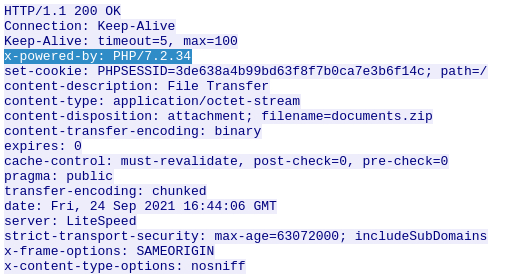 HTTP/1.1 200 OK
Connection: Keep-Alive
Keep-Alive: timeout=5, max=100
x-powered-by: PHP/7.2.34
set-cookie: PHPSESSID=3de638a4b99bd63f8f7b0ca7e3b6f14c; path=/
content-description: File Transfer
content-type: application/octet-stream
content-disposition: attachment; filename=documents.zip
content-transfer-encoding: binary
expires: 0
cache-control: must-revalidate, post-check=0, pre-check=0
pragma: public
transfer-encoding: chunked
date: Fri, 24 Sep 2021 16:44:06 GMT
server: LiteSpeed
strict-transport-security: max-age=63072000; includeSubDomains
x-frame-options: SAMEORIGIN
x-content-type-options: nosniff